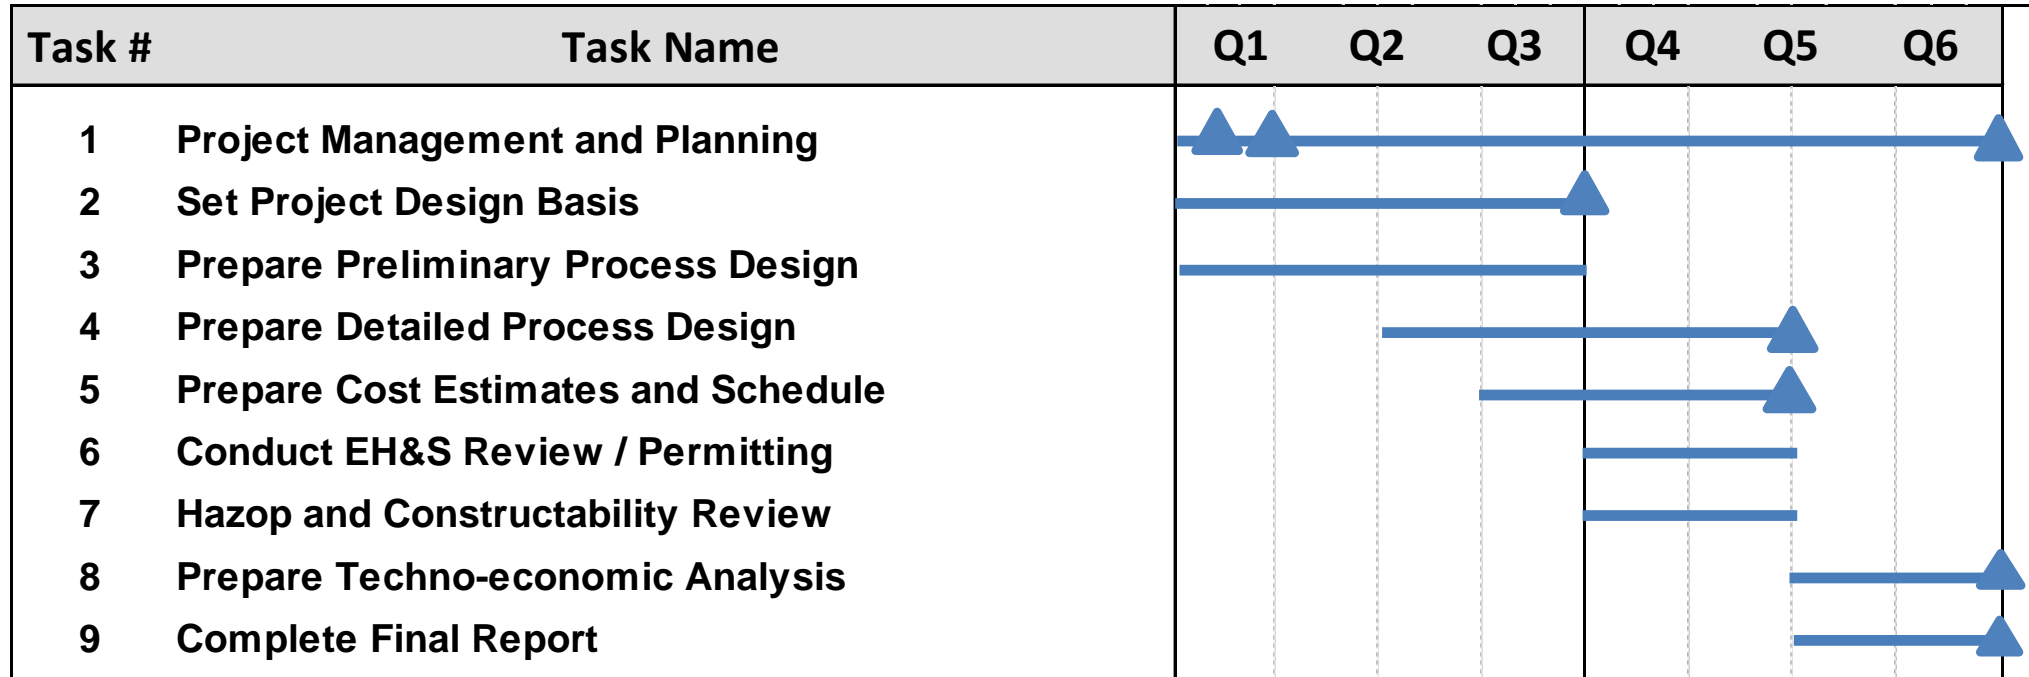 Task # Task Name Q1 Q2 Q3 Q4 Q5 Q6
1 Project Management and Planning
2 Set Project Design Basis
3 Prepare Preliminary Process Design
4 Prepare Detailed Process Design
5 Prepare Cost Estimates and Schedule
6 Conduct EH&S Review / Permitting
7 Hazop and Constructability Review
8 Prepare Techno-economic Analysis
9 Complete Final Report